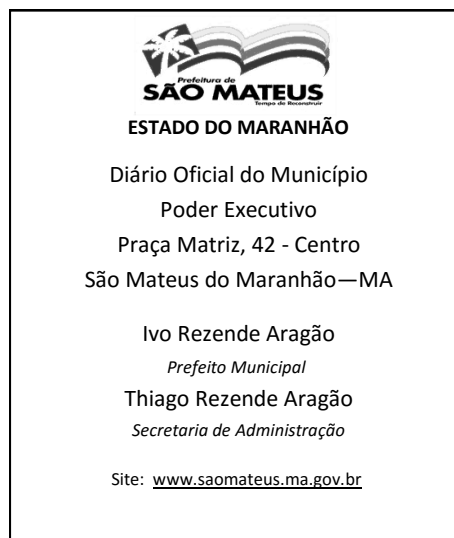 Prefeitura de
SÃO MATEUS
Tempo de Reconstruir
ESTADO DO MARANHÃO
Diário Oficial do Município
Poder Executivo
Praça Matriz, 42 - Centro
São Mateus do Maranhão—MA
Ivo Rezende Aragão
Prefeito Municipal
Thiago Rezende Aragão
Secretaria de Administração
Site: www.saomateus.ma.gov.br